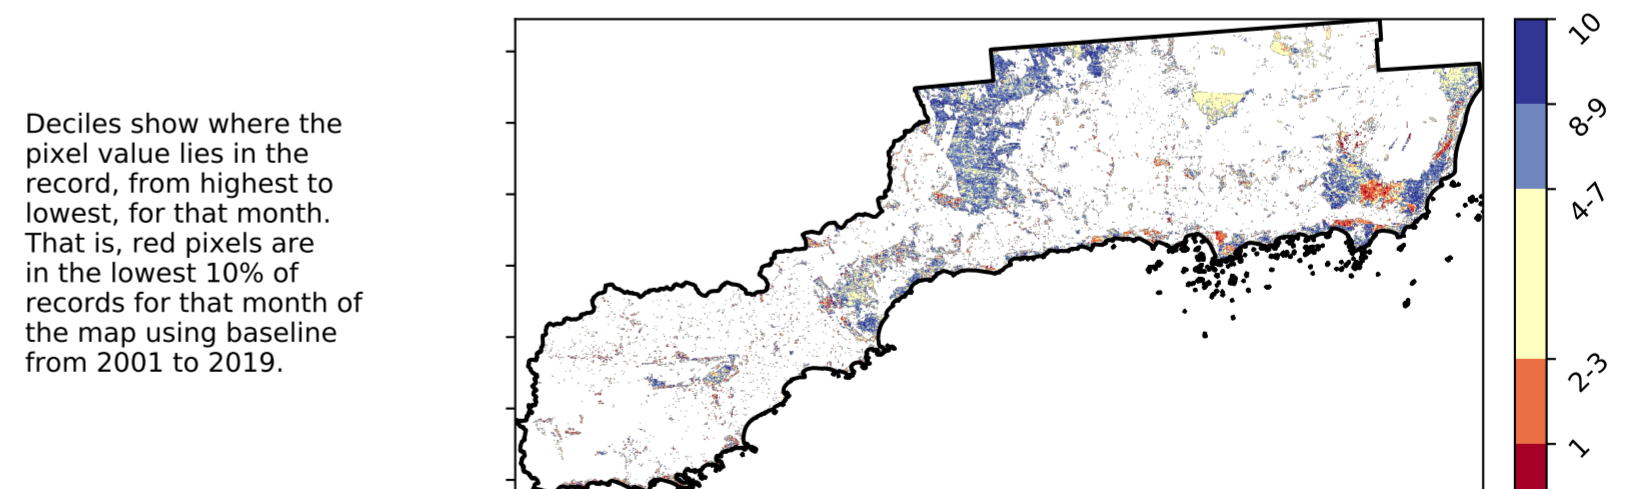 Deciles show where the
pixel value lies in the
record, from highest to
lowest, for that month.
That is, red pixels are
in the lowest 10% of
records for that month of
the map using baseline
from 2001 to 2019.
10
8-9
4-7
2-3
1